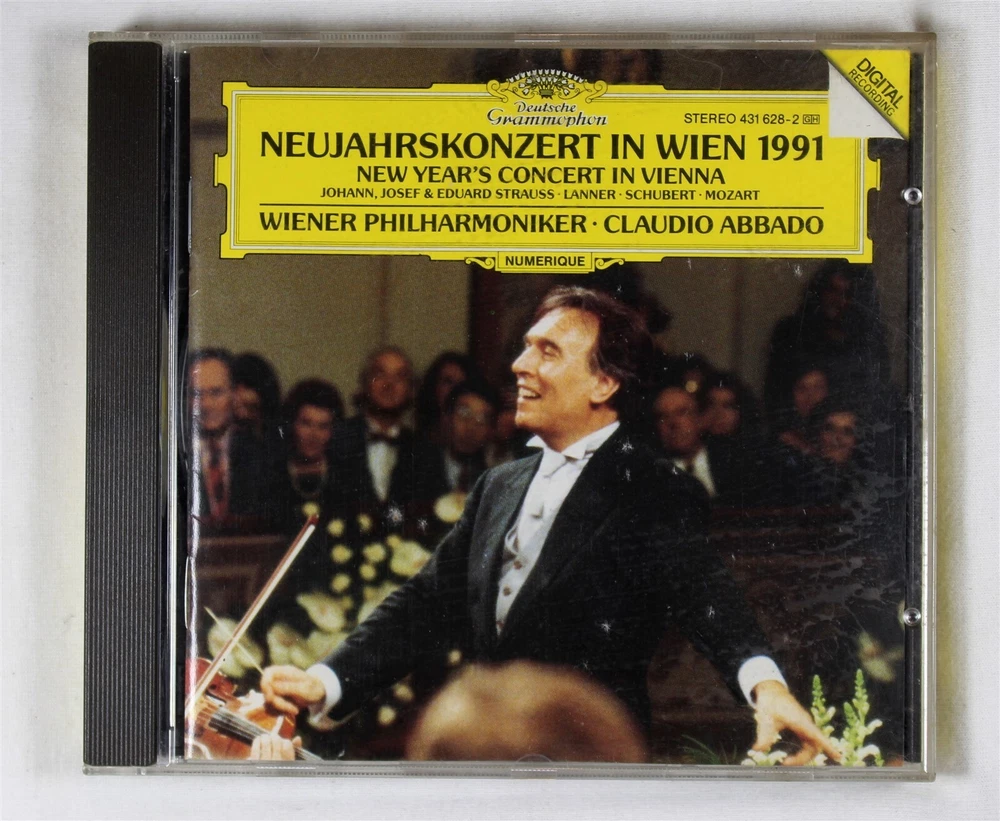 DIGITAL
RECORDING
Deutsche
Grammophon
STEREO 431 628-2 GH
NEUJAHRSKONZERT IN WIEN 1991
NEW YEAR'S CONCERT IN VIENNA
JOHANN, JOSEF & EDUARD STRAUSS · LANNER · SCHUBERT · MOZART
WIENER PHILHARMONIKER · CLAUDIO ABBADO
NUMERIQUE